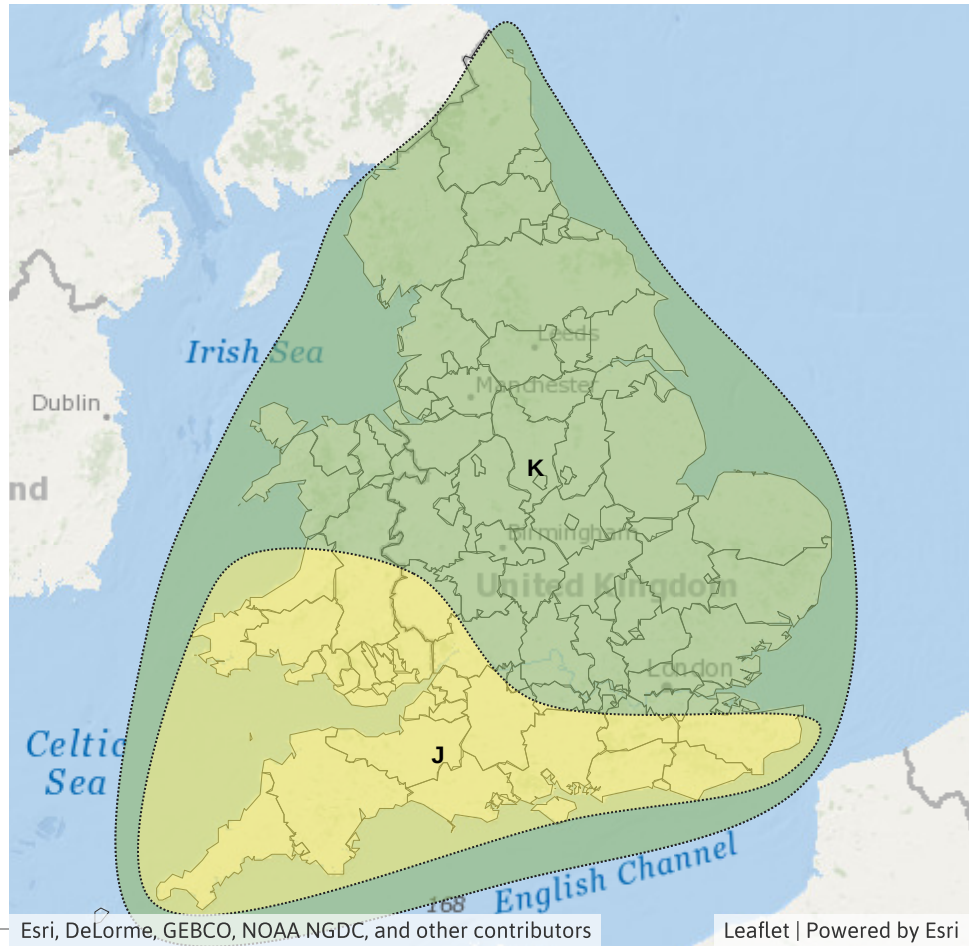 Leeds
Irish Sea
Manchester
Dublin
K
nd
Birmingham
United Kingdom
London
Celtic
Sea
J
English Channel
168
Esri, DeLorme, GEBCO, NOAA NGDC, and other contributors
Leaflet | Powered by Esri